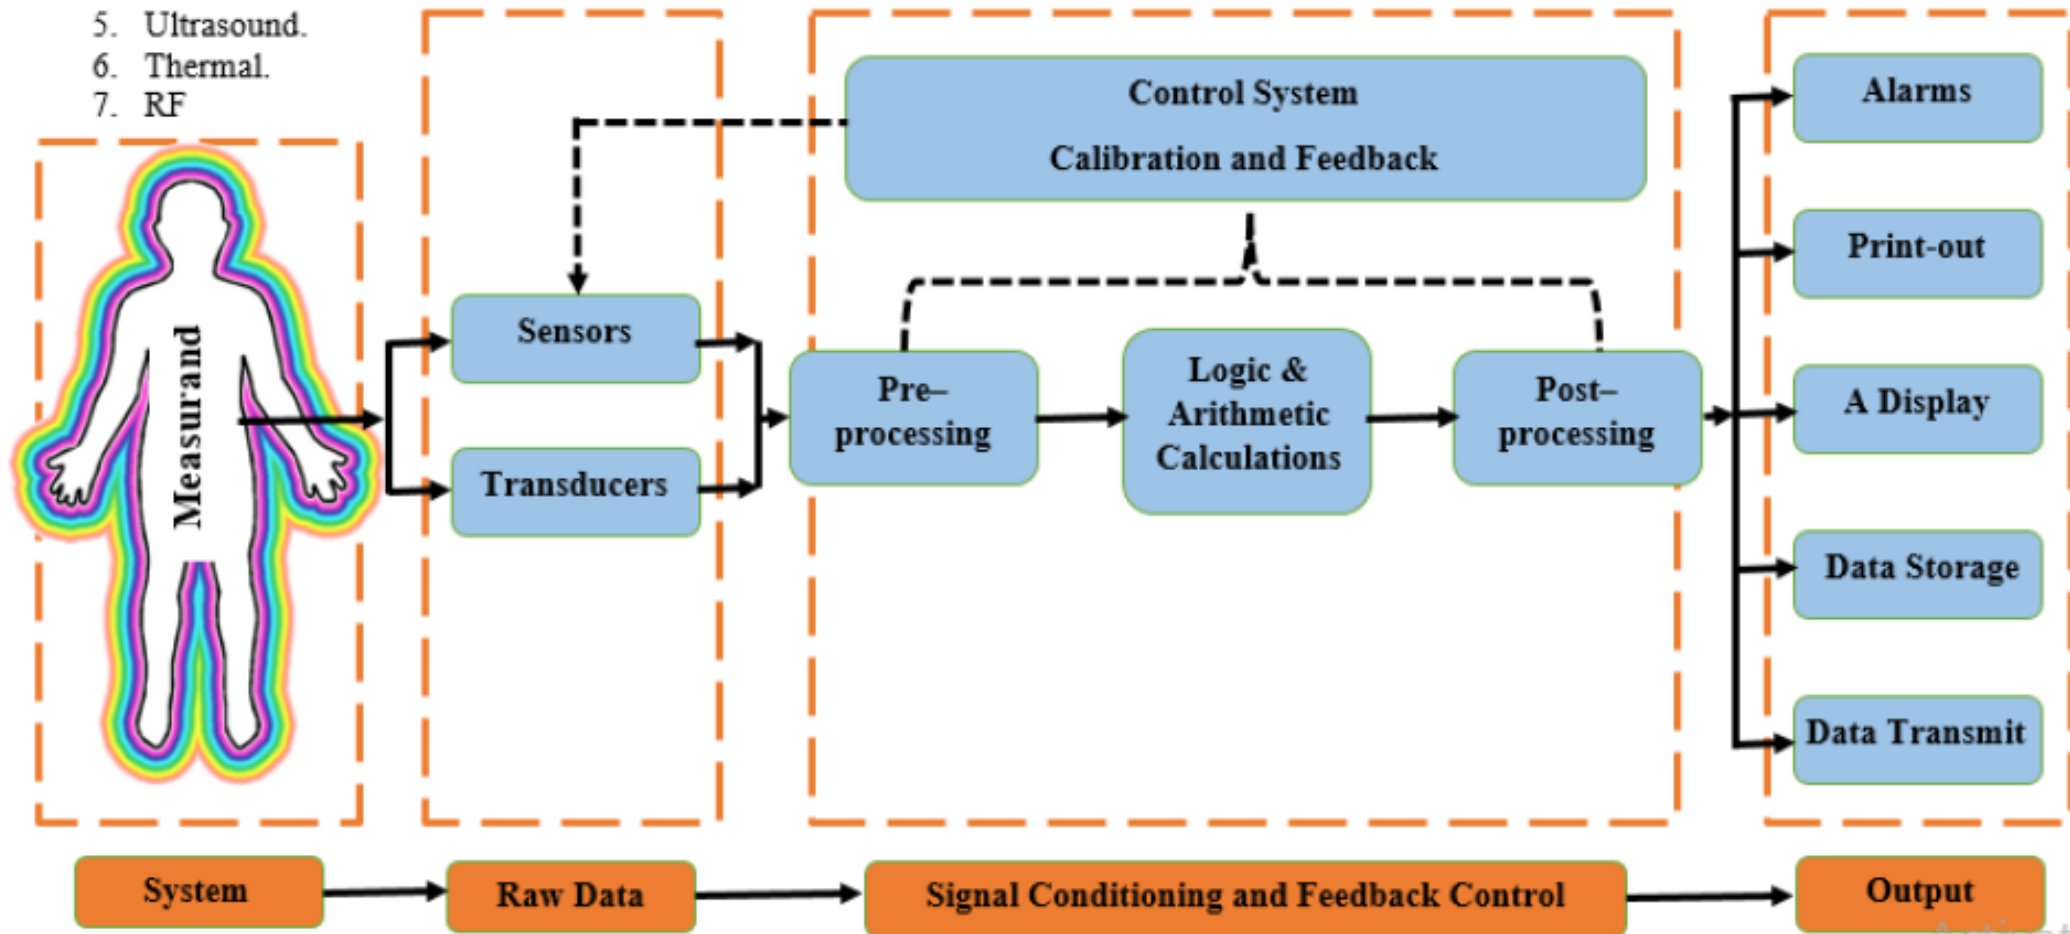 5. Ultrasound.
6. Thermal.
7. RF
Measurand
Sensors
Transducers
Control System
Calibration and Feedback
Pre–
processing
Logic &
Arithmetic
Calculations
Post–
processing
Alarms
Print-out
A Display
Data Storage
Data Transmit
System
Raw Data
Signal Conditioning and Feedback Control
Output